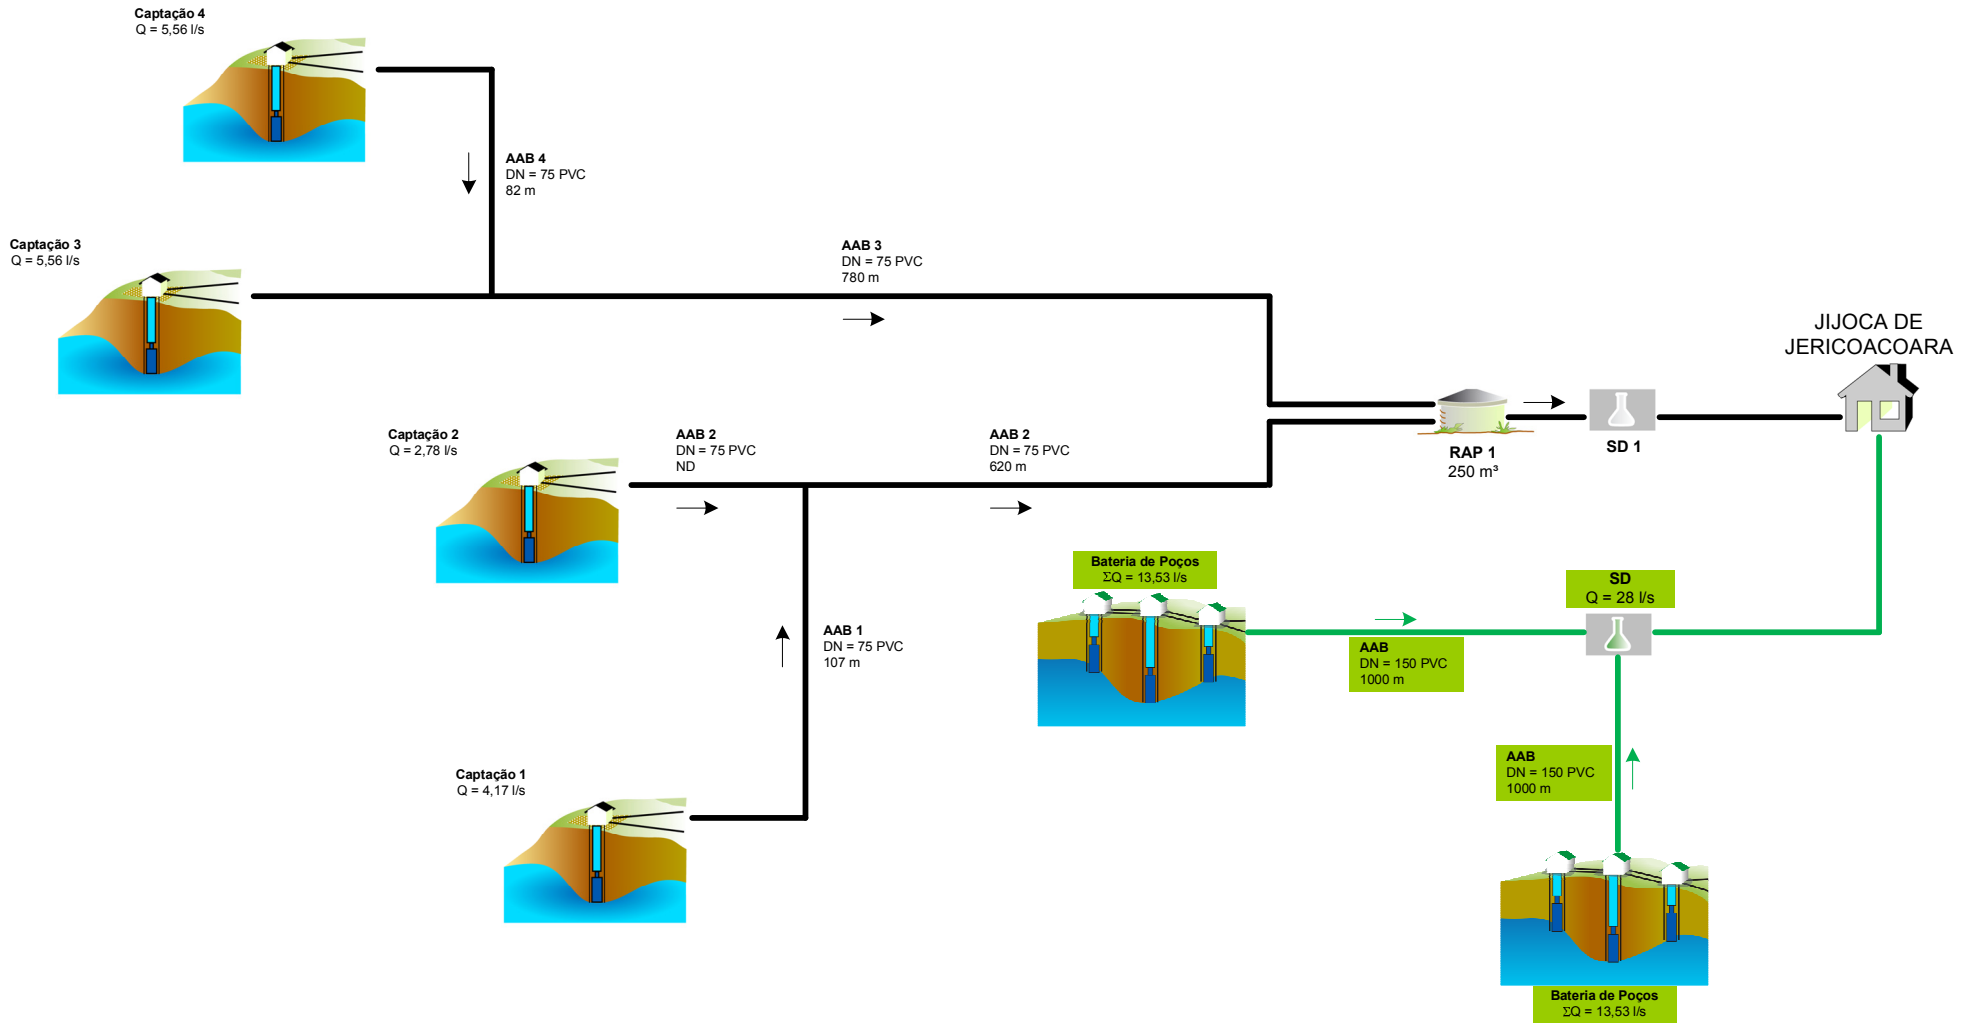 Captação 4
Q = 5,56 l/s
AAB 4
DN = 75 PVC
82 m
Captação 3
Q = 5,56 l/s
AAB 3
DN = 75 PVC
780 m
JIJOCA DE
JERICOACOARA
Captação 2
Q = 2,78 l/s
AAB 2
DN = 75 PVC
ND
AAB 2
DN = 75 PVC
620 m
RAP 1
250 m³
SD 1
Bateria de Poços
ΣQ = 13,53 l/s
SD
Q = 28 l/s
AAB 1
DN = 75 PVC
107 m
AAB
DN = 150 PVC
1000 m
AAB
DN = 150 PVC
1000 m
Captação 1
Q = 4,17 l/s
Bateria de Poços
ΣQ = 13,53 l/s